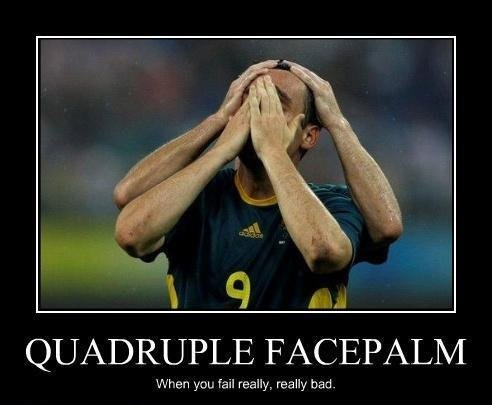 adidas
9
QUADRUPLE FACEPALM
When you fail really, really bad.